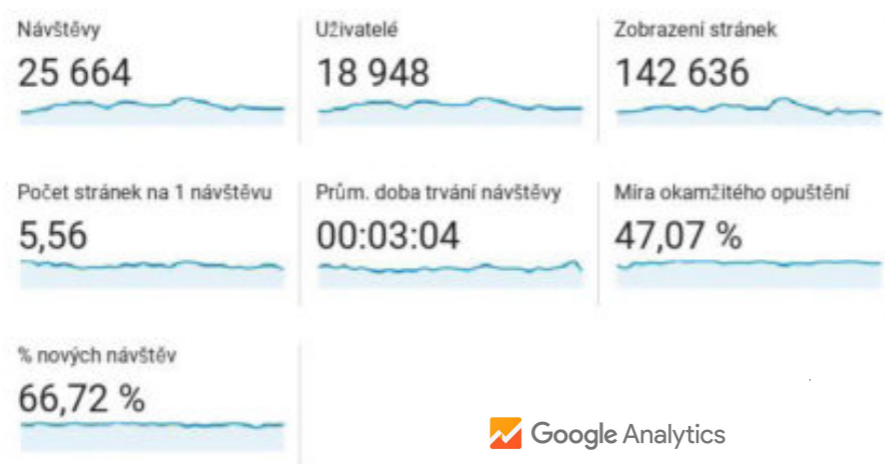 Návštěvy
25 664
Uživatelé
18 948
Zobrazení stránek
142 636
Počet stránek na 1 návštěvu
5,56
Prům. doba trvání návštěvy
00:03:04
Míra okamžitého opuštění
47,07 %
% nových návštěv
66,72 %
Google Analytics